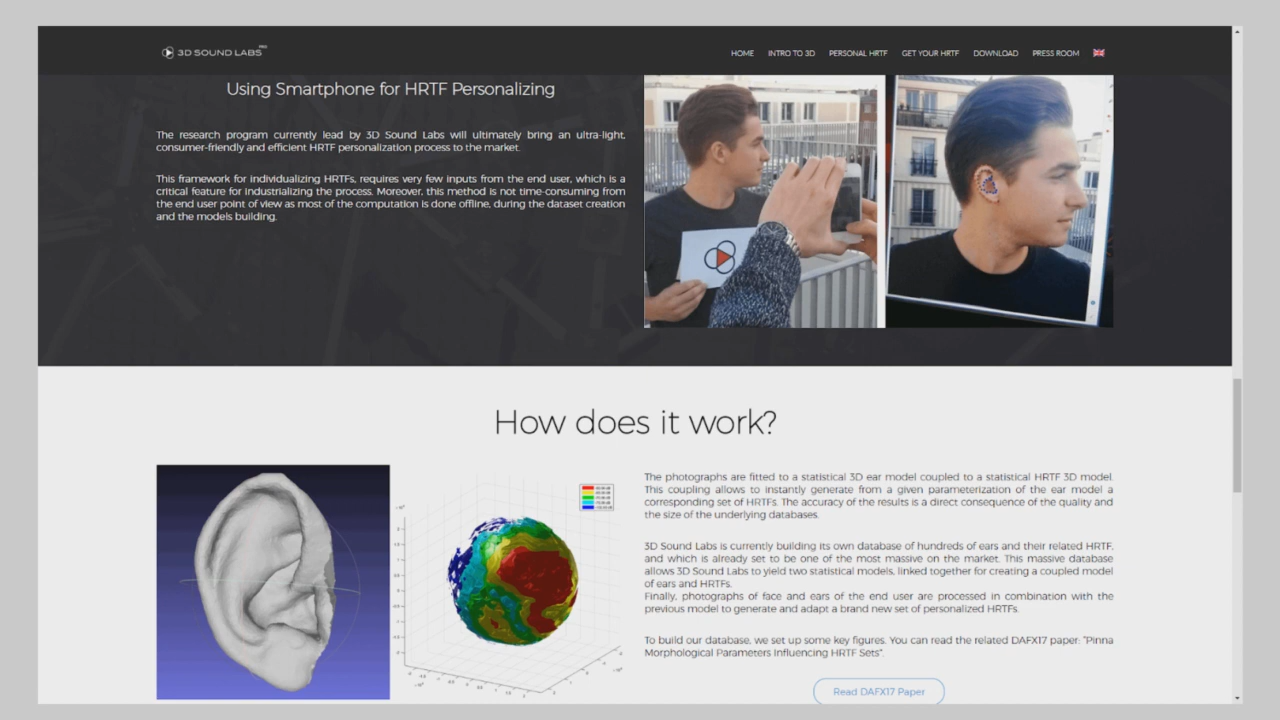 3D SOUND LABS PRO
HOME INTRO TO 3D PERSONAL HRTF GET YOUR HRTF DOWNLOAD PRESS ROOM
Using Smartphone for HRTF Personalizing
The research program currently lead by 3D Sound Labs will ultimately bring an ultra-light,
consumer-friendly and efficient HRTF personalization process to the market.
This framework for individualizing HRTFs, requires very few inputs from the end user, which is a
critical feature for industrializing the process. Moreover, this method is not time-consuming from
the end user point of view as most of the computation is done offline, during the dataset creation
and the models building.
How does it work?
The photographs are fitted to a statistical 3D ear model coupled to a statistical HRTF 3D model.
This coupling allows to instantly generate from a given parameterization of the ear model a
corresponding set of HRTFs. The accuracy of the results is a direct consequence of the quality and
the size of the underlying databases.
3D Sound Labs is currently building its own database of hundreds of ears and their related HRTF,
and which is already set to be one of the most massive on the market. This massive database
allows 3D Sound Labs to yield two statistical models, linked together for creating a coupled model
of ears and HRTFs.
Finally, photographs of face and ears of the end user are processed in combination with the
previous model to generate and adapt a brand new set of personalized HRTFs.
To build our database, we set up some key figures. You can read the related DAFX17 paper: "Pinna
Morphological Parameters Influencing HRTF Sets".
Read DAFX17 Paper